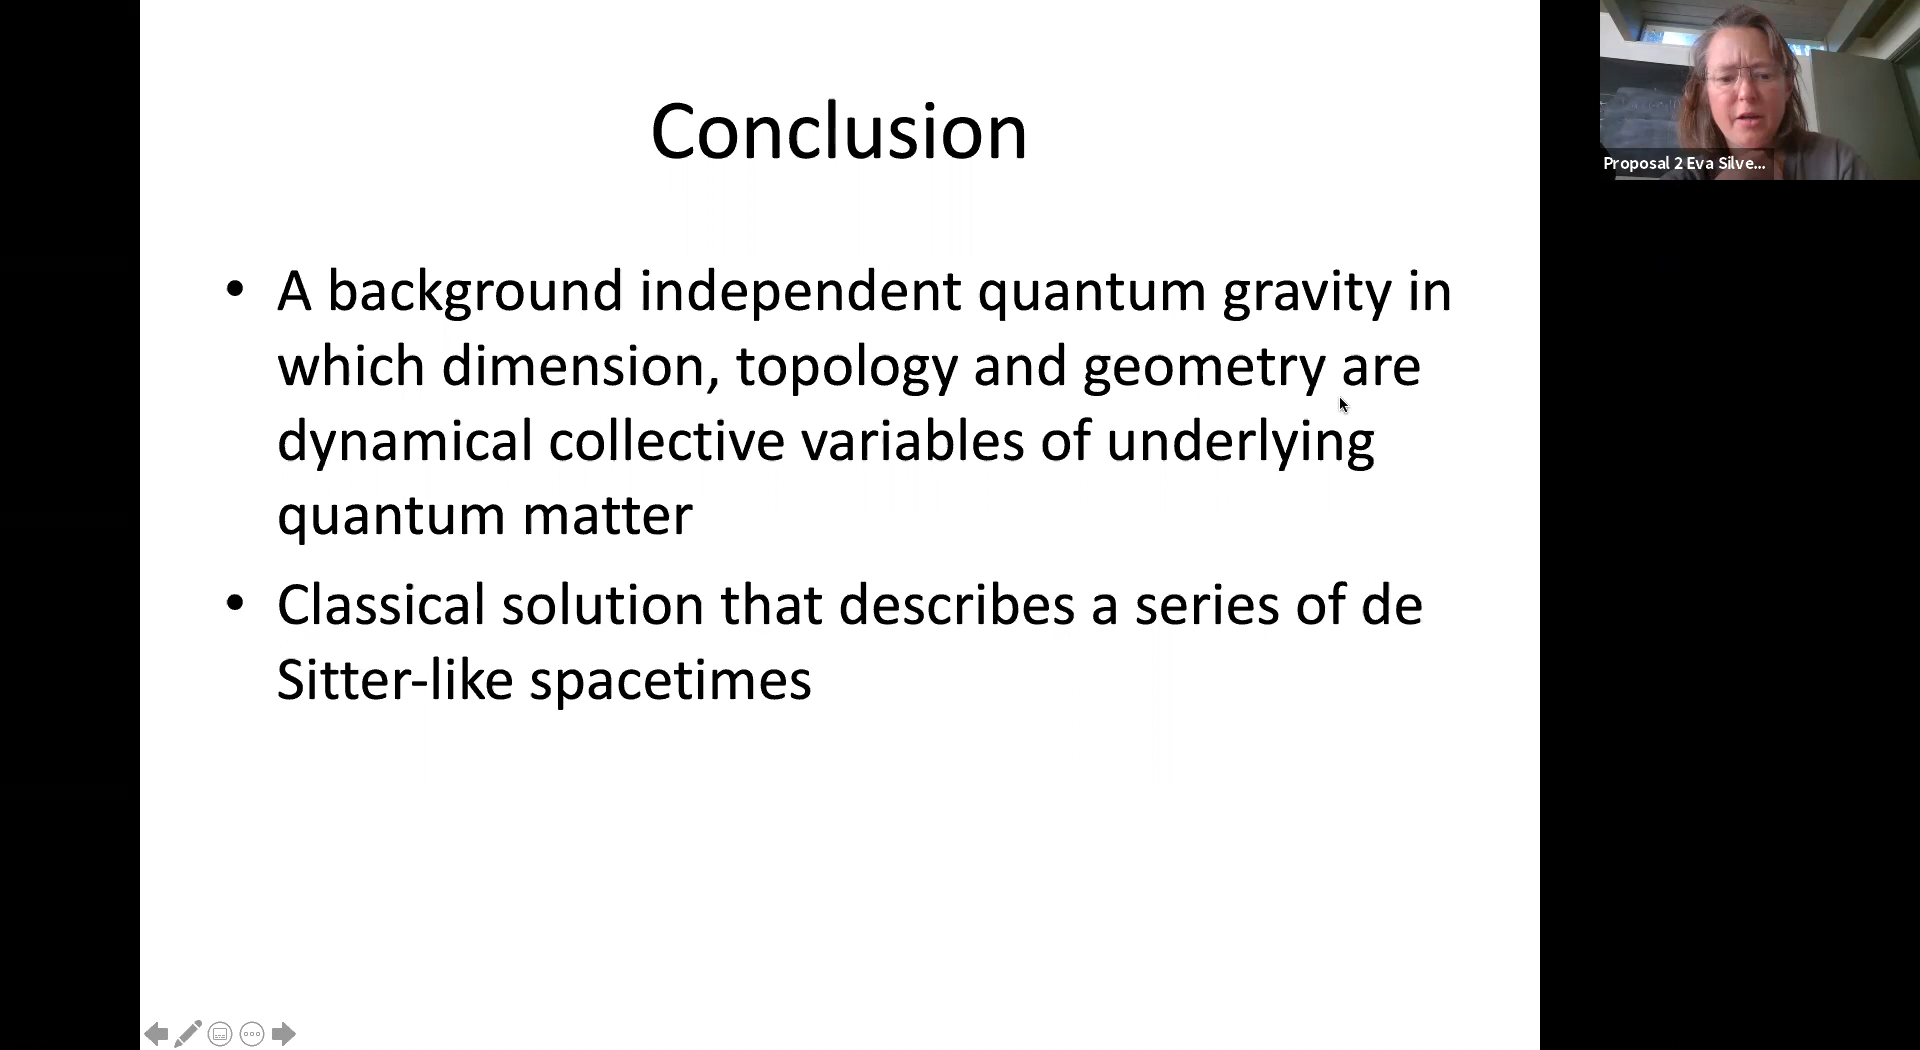 Conclusion
• A background independent quantum gravity in
which dimension, topology and geometry are
dynamical collective variables of underlying
quantum matter
• Classical solution that describes a series of de
Sitter-like spacetimes
Proposal 2 Eva Silve...